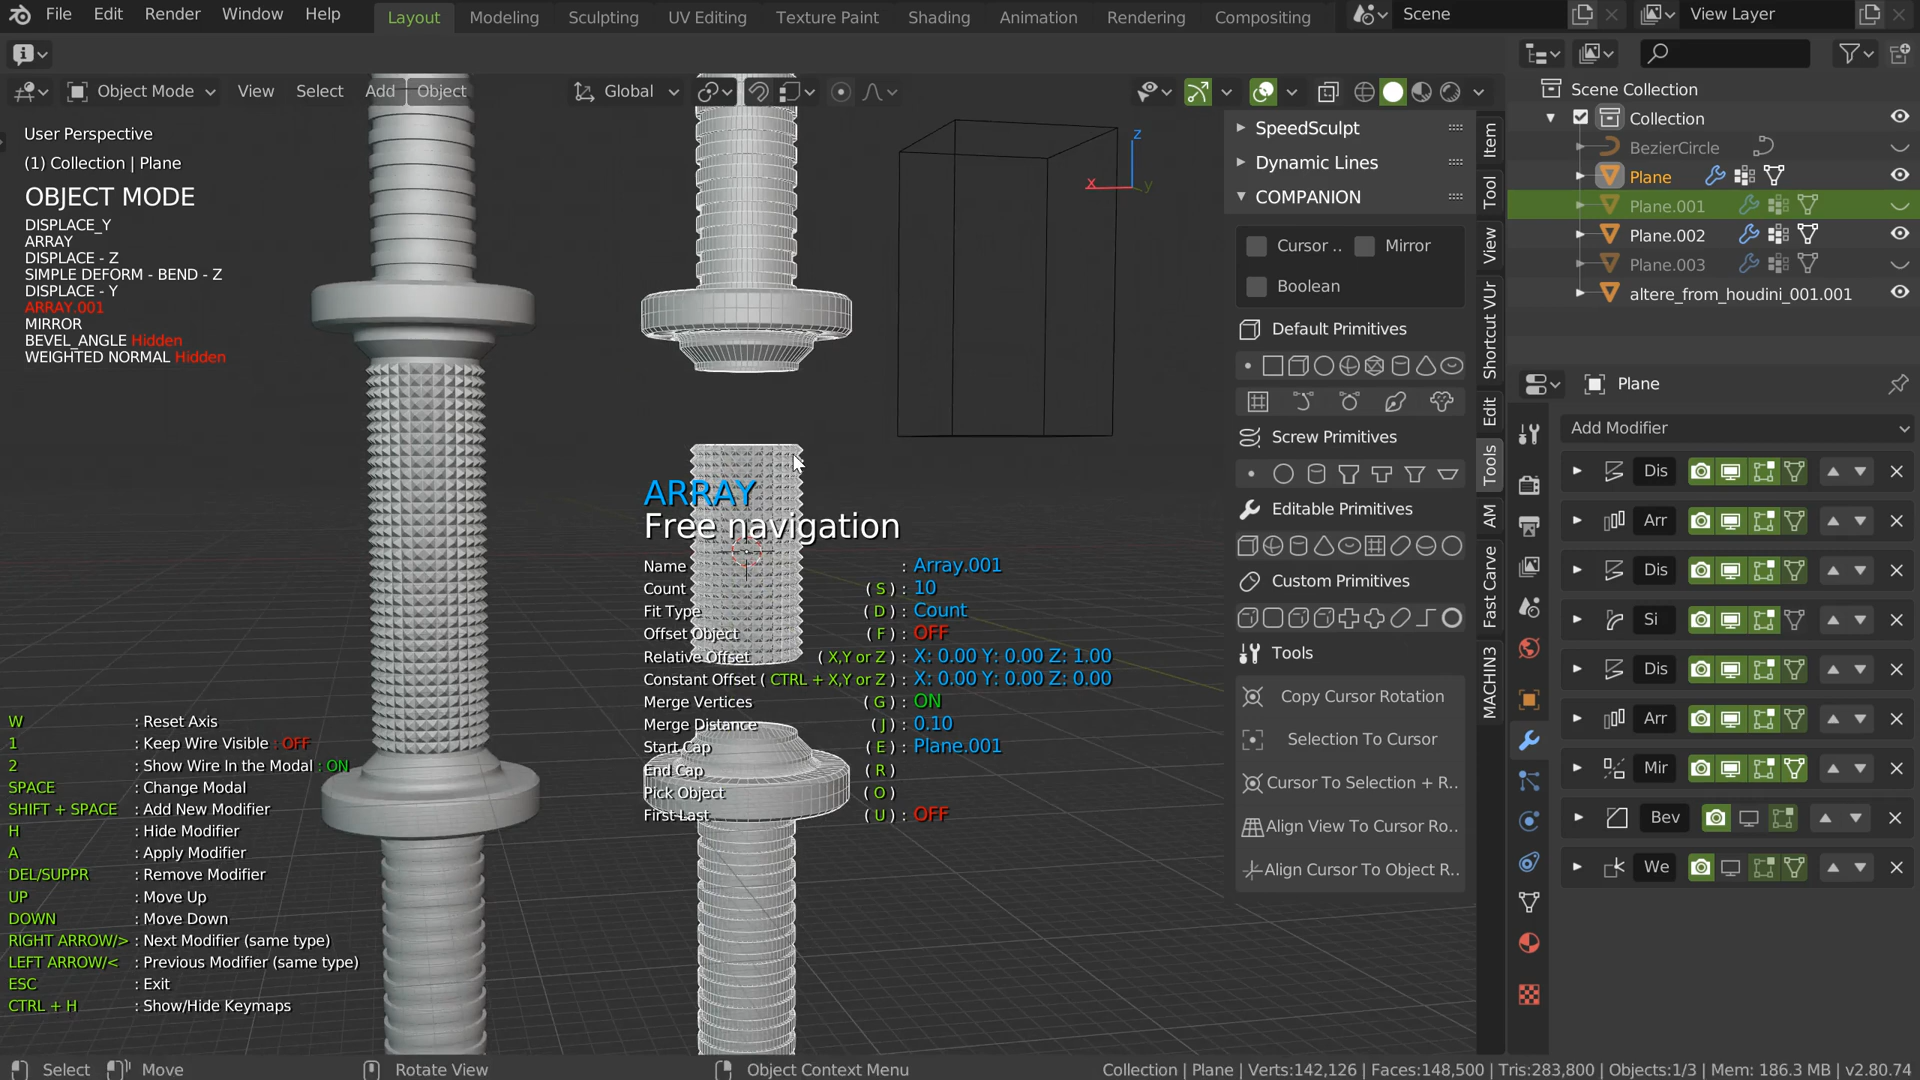 File Edit Render Window Help Layout Modeling Sculpting UV Editing Texture Paint Shading Animation Rendering Compositing Scene View Layer
Object Mode View Select Add Object Global
User Perspective
(1) Collection | Plane
OBJECT MODE
DISPLACE_Y
ARRAY
DISPLACE - Z
SIMPLE DEFORM - BEND - Z
DISPLACE - Y
ARRAY.001
MIRROR
BEVEL_ANGLE Hidden
WEIGHTED NORMAL Hidden
z
x
y
ARRAY
Free navigation
Name : Array.001
Count ( S ) : 10
Fit Type ( D ) : Count
Offset Object ( F ) : OFF
Relative Offset ( X,Y or Z ) : X: 0.00 Y: 0.00 Z: 1.00
Constant Offset ( CTRL + X,Y or Z ) : X: 0.00 Y: 0.00 Z: 0.00
Merge Vertices ( G ) : ON
Merge Distance ( J ) : 0.10
Start Cap ( E ) : Plane.001
End Cap ( R )
Pick Object ( O )
First Last ( U ) : OFF
W : Reset Axis
1 : Keep Wire Visible : OFF
2 : Show Wire In the Modal : ON
SPACE : Change Modal
SHIFT + SPACE : Add New Modifier
H : Hide Modifier
A : Apply Modifier
DEL/SUPPR : Remove Modifier
UP : Move Up
DOWN : Move Down
RIGHT ARROW/> : Next Modifier (same type)
LEFT ARROW/< : Previous Modifier (same type)
ESC : Exit
CTRL + H : Show/Hide Keymaps
SpeedSculpt
Dynamic Lines
COMPANION
Cursor .. Mirror
Boolean
Default Primitives
Screw Primitives
Editable Primitives
Custom Primitives
Tools
Copy Cursor Rotation
Selection To Cursor
Cursor To Selection + R..
Align View To Cursor Ro..
Align Cursor To Object R..
Item
Tool
View
Shortcut VUr
Edit
Tools
AM
Fast Carve
MACHIN3
Scene Collection
Collection
BezierCircle
Plane
Plane.001
Plane.002
Plane.003
altere_from_houdini_001.001
Plane
Add Modifier
Dis
Arr
Dis
Si
Dis
Arr
Mir
Bev
We
Select Move Rotate View Object Context Menu Collection | Plane | Verts:142,126 | Faces:148,500 | Tris:283,800 | Objects:1/3 | Mem: 186.3 MB | v2.80.74